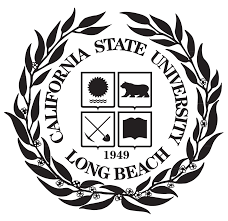 CALIFORNIA STATE UNIVERSITY
LONG BEACH
1949